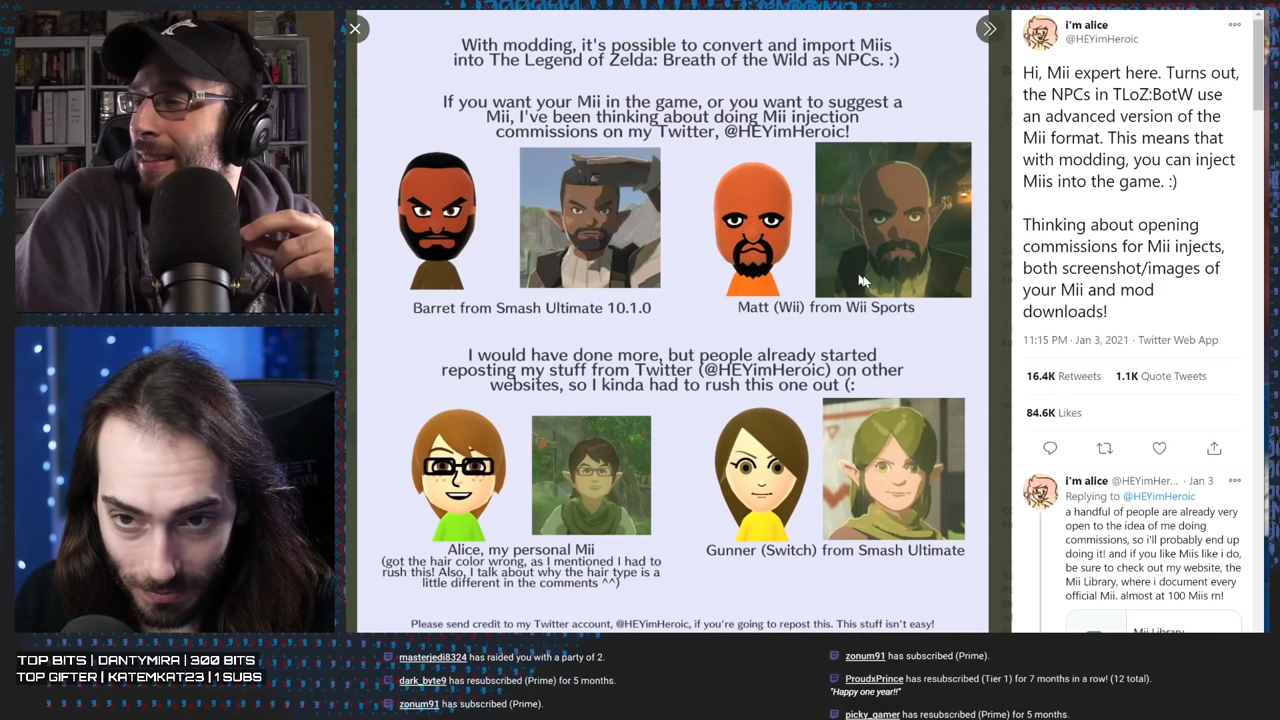 With modding, it's possible to convert and import Miis
into The Legend of Zelda: Breath of the Wild as NPCs. :)
If you want your Mii in the game, or you want to suggest a
Mii, I've been thinking about doing Mii injection
commissions on my Twitter, @HEYimHeroic!
Barret from Smash Ultimate 10.1.0
Matt (Wii) from Wii Sports
I would have done more, but people already started
reposting my stuff from Twitter (@HEYimHeroic) on other
websites, so I kinda had to rush this one out (:
Alice, my personal Mii
(got the hair color wrong, as I mentioned I had to
rush this! Also, I talk about why the hair type is a
little different in the comments ^^)
Gunner (Switch) from Smash Ultimate
Please send credit to my Twitter account, @HEYimHeroic, if you're going to repost this. This stuff isn't easy!
i'm alice
@HEYimHeroic
Hi, Mii expert here. Turns out,
the NPCs in TLoZ:BotW use
an advanced version of the
Mii format. This means that
with modding, you can inject
Miis into the game. :)
Thinking about opening
commissions for Mii injects,
both screenshot/images of
your Mii and mod
downloads!
11:15 PM · Jan 3, 2021 · Twitter Web App
16.4K Retweets 1.1K Quote Tweets
84.6K Likes
i'm alice @HEYimHer... · Jan 3
Replying to @HEYimHeroic
a handful of people are already very
open to the idea of me doing
commissions, so i'll probably end up
doing it! and if you like Miis like i do,
be sure to check out my website, the
Mii Library, where i document every
official Mii. almost at 100 Miis rn!
Mii Library
TOP BITS | DANTYMIRA | 300 BITS
TOP GIFTER | KATEMKAT23 | 1 SUBS
masterjedi8324 has raided you with a party of 2.
dark_byte9 has resubscribed (Prime) for 5 months.
zonum91 has subscribed (Prime).
zonum91 has subscribed (Prime).
ProudxPrince has resubscribed (Tier 1) for 7 months in a row! (12 total).
"Happy one year!!"
picky_gamer has resubscribed (Prime) for 5 months.